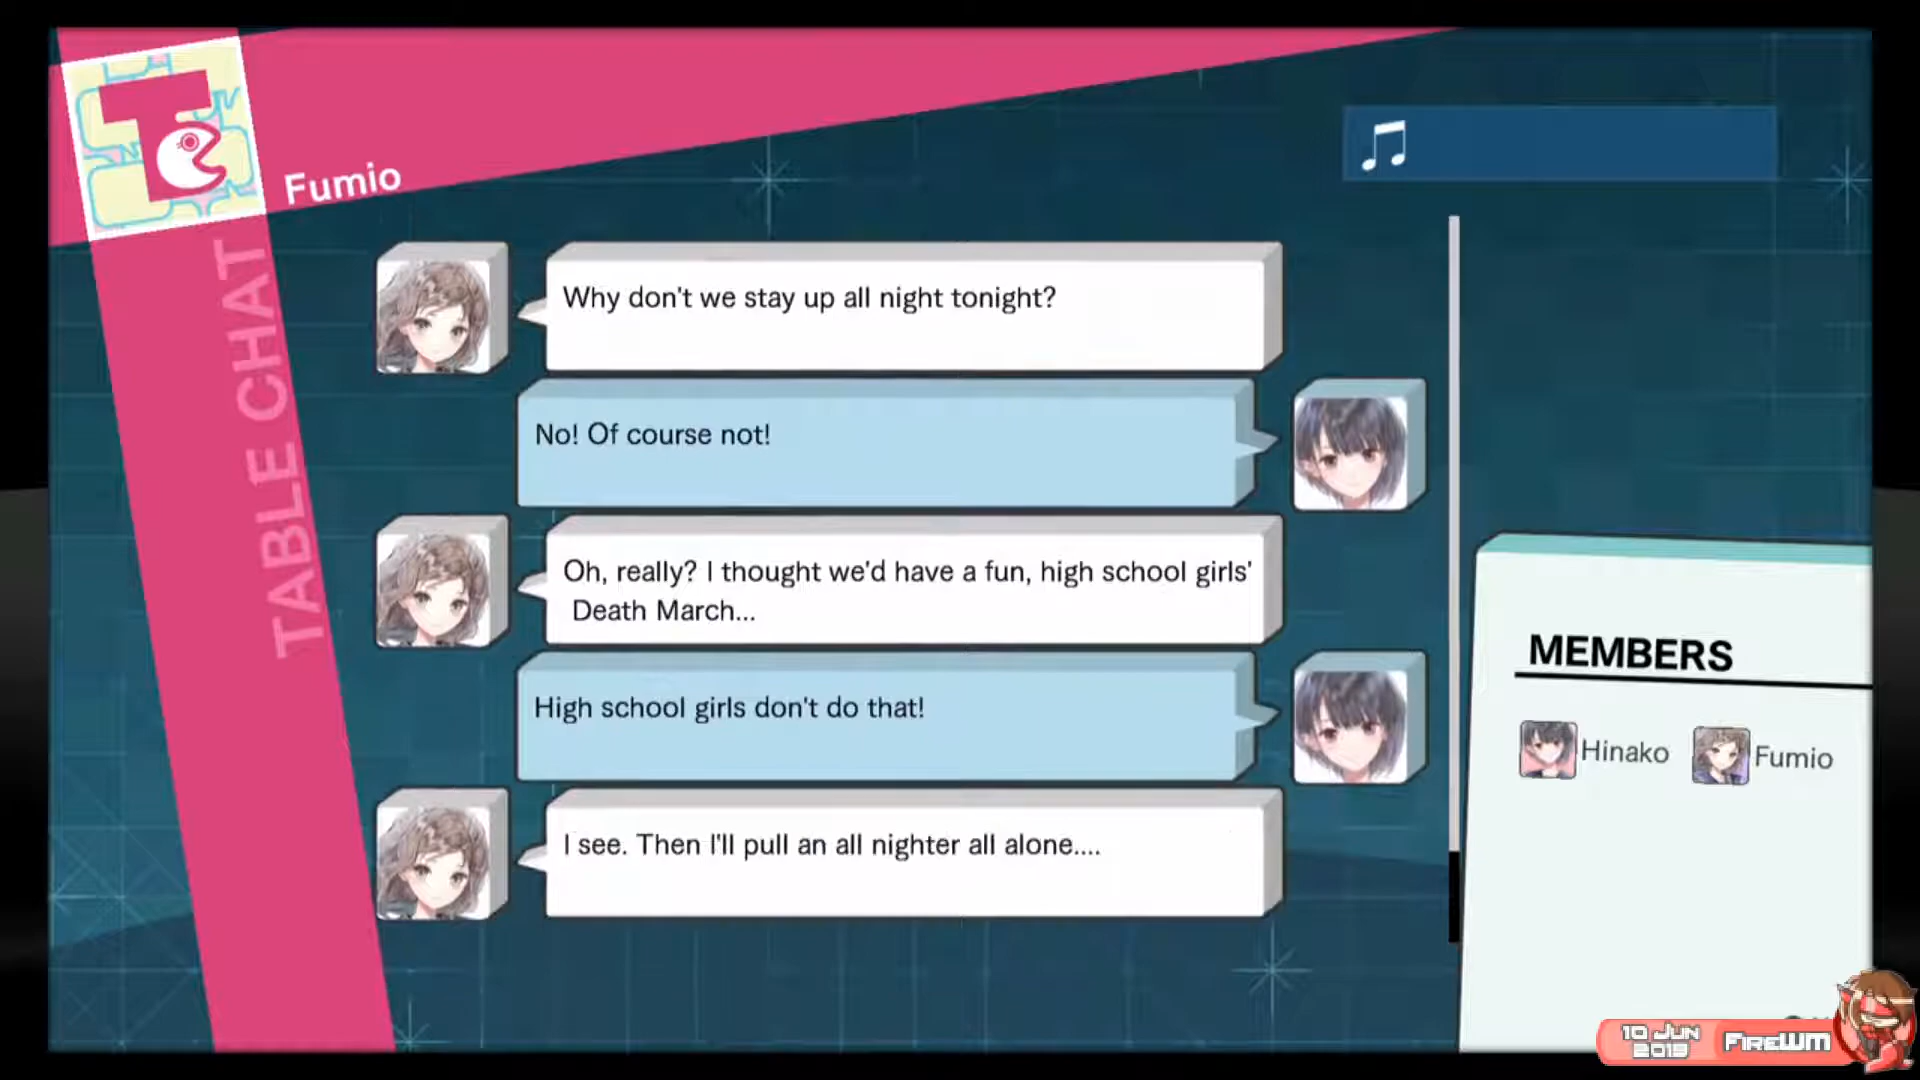 Fumio
TABLE CHAT
Why don't we stay up all night tonight?
No! Of course not!
Oh, really? I thought we'd have a fun, high school girls'
Death March...
High school girls don't do that!
I see. Then I'll pull an all nighter all alone....
MEMBERS
Hinako Fumio
10 JUN
2019
FIREWM